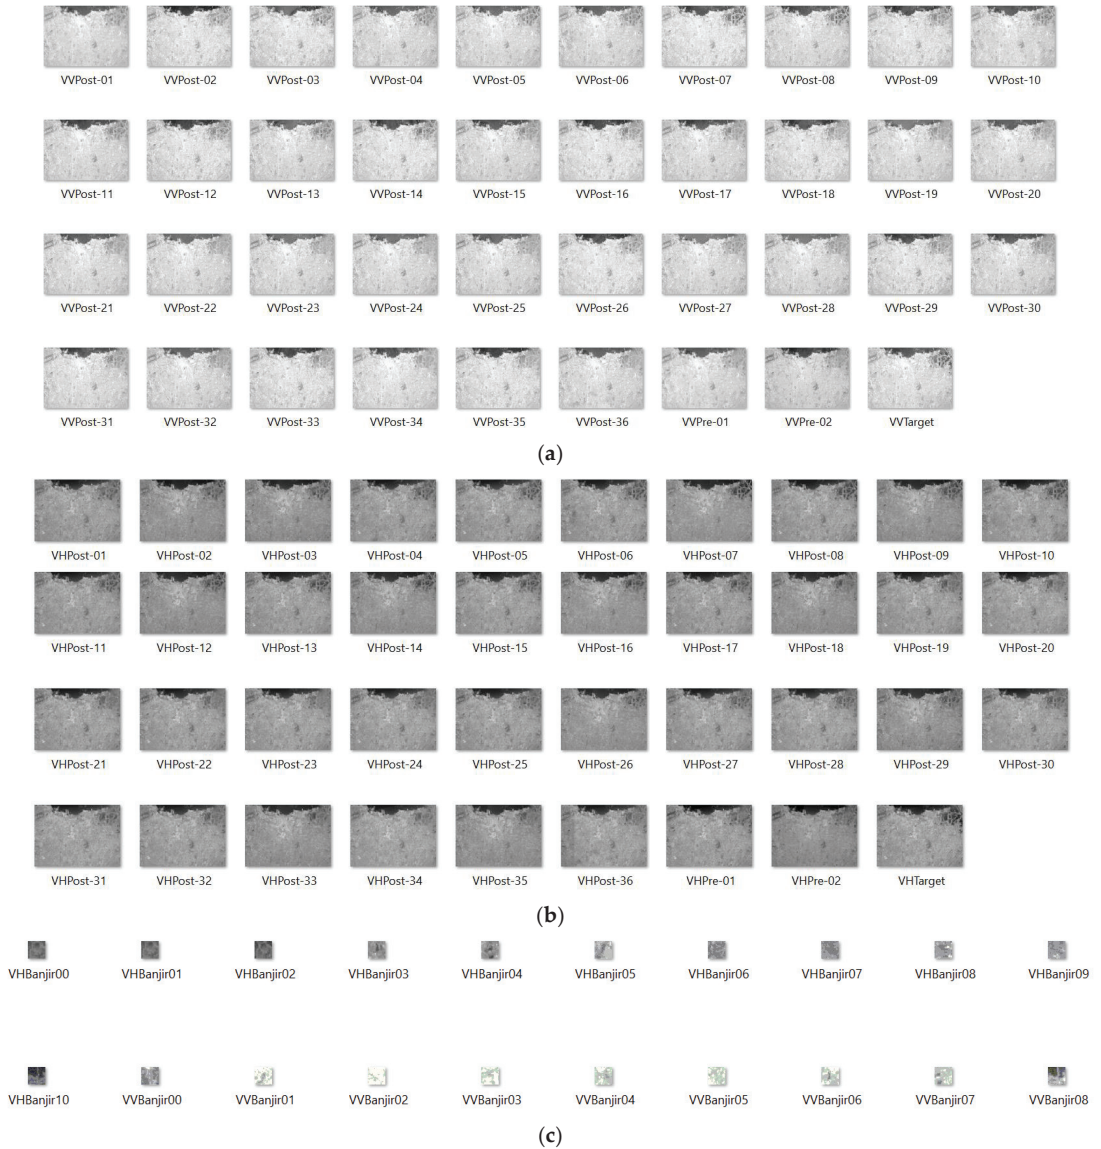 VVPost-01 VVPost-02 VVPost-03 VVPost-04 VVPost-05 VVPost-06 VVPost-07 VVPost-08 VVPost-09 VVPost-10
VVPost-11 VVPost-12 VVPost-13 VVPost-14 VVPost-15 VVPost-16 VVPost-17 VVPost-18 VVPost-19 VVPost-20
VVPost-21 VVPost-22 VVPost-23 VVPost-24 VVPost-25 VVPost-26 VVPost-27 VVPost-28 VVPost-29 VVPost-30
VVPost-31 VVPost-32 VVPost-33 VVPost-34 VVPost-35 VVPost-36 VVPre-01 VVPre-02 VVTarget
(a)
VHPost-01 VHPost-02 VHPost-03 VHPost-04 VHPost-05 VHPost-06 VHPost-07 VHPost-08 VHPost-09 VHPost-10
VHPost-11 VHPost-12 VHPost-13 VHPost-14 VHPost-15 VHPost-16 VHPost-17 VHPost-18 VHPost-19 VHPost-20
VHPost-21 VHPost-22 VHPost-23 VHPost-24 VHPost-25 VHPost-26 VHPost-27 VHPost-28 VHPost-29 VHPost-30
VHPost-31 VHPost-32 VHPost-33 VHPost-34 VHPost-35 VHPost-36 VHPre-01 VHPre-02 VHTarget
(b)
VHBanjir00 VHBanjir01 VHBanjir02 VHBanjir03 VHBanjir04 VHBanjir05 VHBanjir06 VHBanjir07 VHBanjir08 VHBanjir09
VHBanjir10 VVBanjir00 VVBanjir01 VVBanjir02 VVBanjir03 VVBanjir04 VVBanjir05 VVBanjir06 VVBanjir07 VVBanjir08
(c)